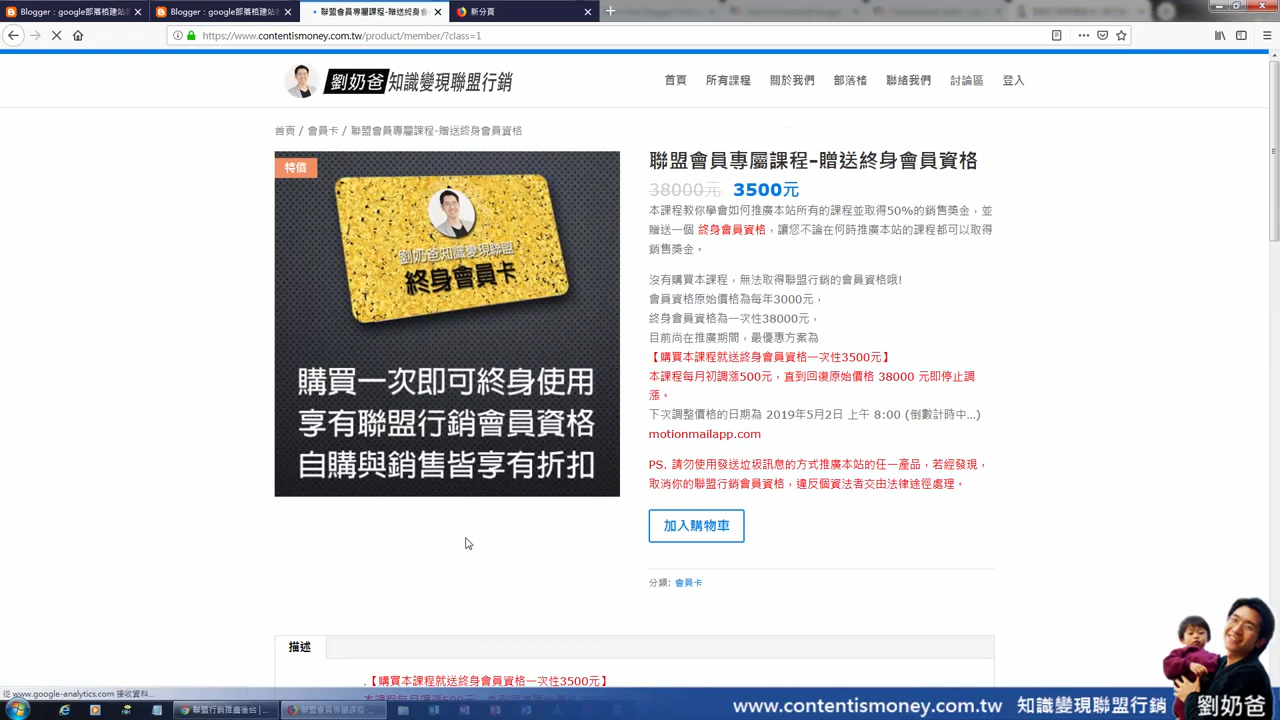 Blogger : google部落格建站
Blogger : google部落格建站
聯盟會員專屬課程-贈送終身會
新分頁
https://www.contentismoney.com.tw/product/member/?class=1
劉奶爸知識變現聯盟行銷
首頁 所有課程 關於我們 部落格 聯絡我們 討論區 登入
首頁 / 會員卡 / 聯盟會員專屬課程-贈送終身會員資格
特價
劉奶爸知識變現聯盟
終身會員卡
購買一次即可終身使用
享有聯盟行銷會員資格
自購與銷售皆享有折扣
聯盟會員專屬課程-贈送終身會員資格
38000元 3500元
本課程教你學會如何推廣本站所有的課程並取得50%的銷售獎金，並
贈送一個 終身會員資格，讓您不論在何時推廣本站的課程都可以取得
銷售獎金。
沒有購買本課程，無法取得聯盟行銷的會員資格哦!
會員資格原始價格為每年3000元，
終身會員資格為一次性38000元，
目前尚在推廣期間，最優惠方案為
【購買本課程就送終身會員資格一次性3500元】
本課程每月初調漲500元，直到回復原始價格 38000 元即停止調
漲。
下次調整價格的日期為 2019年5月2日 上午 8:00 (倒數計時中...)
motionmailapp.com
PS. 請勿使用發送垃圾訊息的方式推廣本站的任一產品，若經發現，
取消你的聯盟行銷會員資格，違反個資法者交由法律途徑處理。
加入購物車
分類: 會員卡
描述
.【購買本課程就送終身會員資格一次性3500元】
從 www.google-analytics.com 接收資料...
聯盟行銷推廣後台 |...
聯盟會員專屬課程-...
www.contentismoney.com.tw 知識變現聯盟行銷 劉奶爸